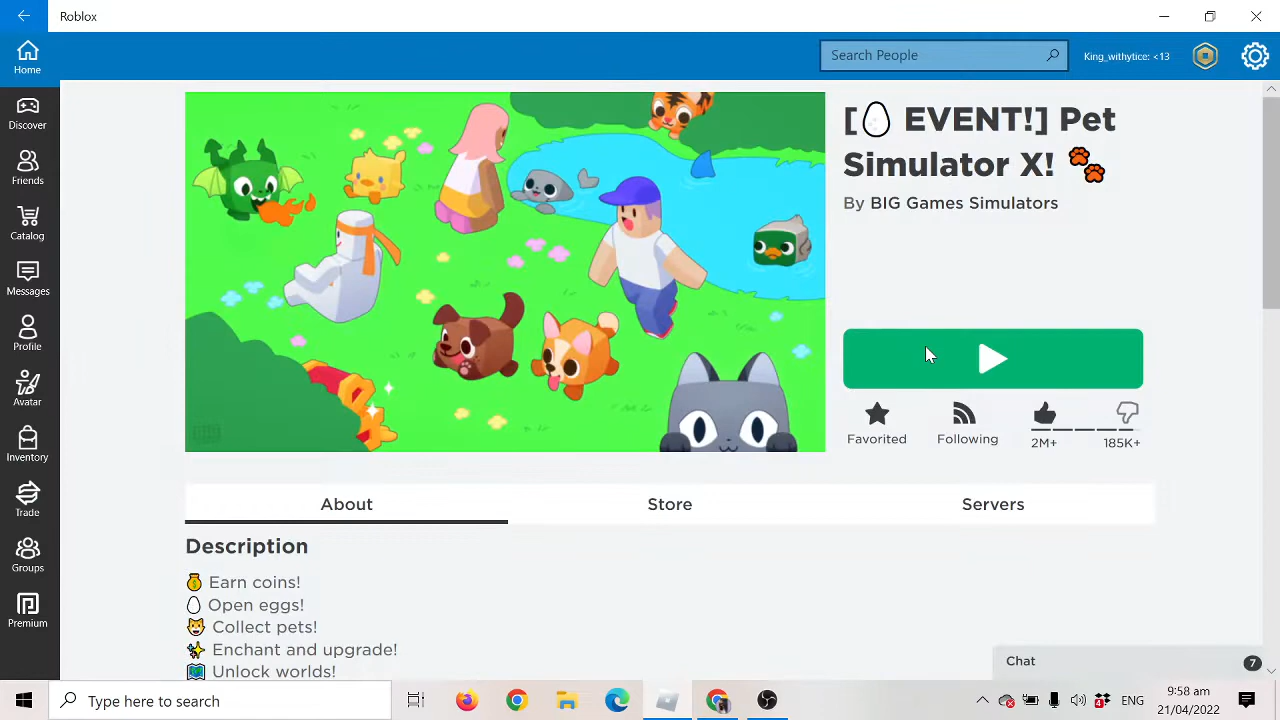 Roblox
Home
Search People
King_withytice: <13
Discover
Friends
Catalog
Messages
Profile
Avatar
Inventory
Trade
Groups
Premium
[🥚 EVENT!] Pet
Simulator X! 🐾
By BIG Games Simulators
Favorited
Following
2M+
185K+
About
Store
Servers
Description
💰 Earn coins!
🥚 Open eggs!
🐱 Collect pets!
✨ Enchant and upgrade!
🗺️ Unlock worlds!
Chat
7
Type here to search
4
ENG
9:58 am
21/04/2022